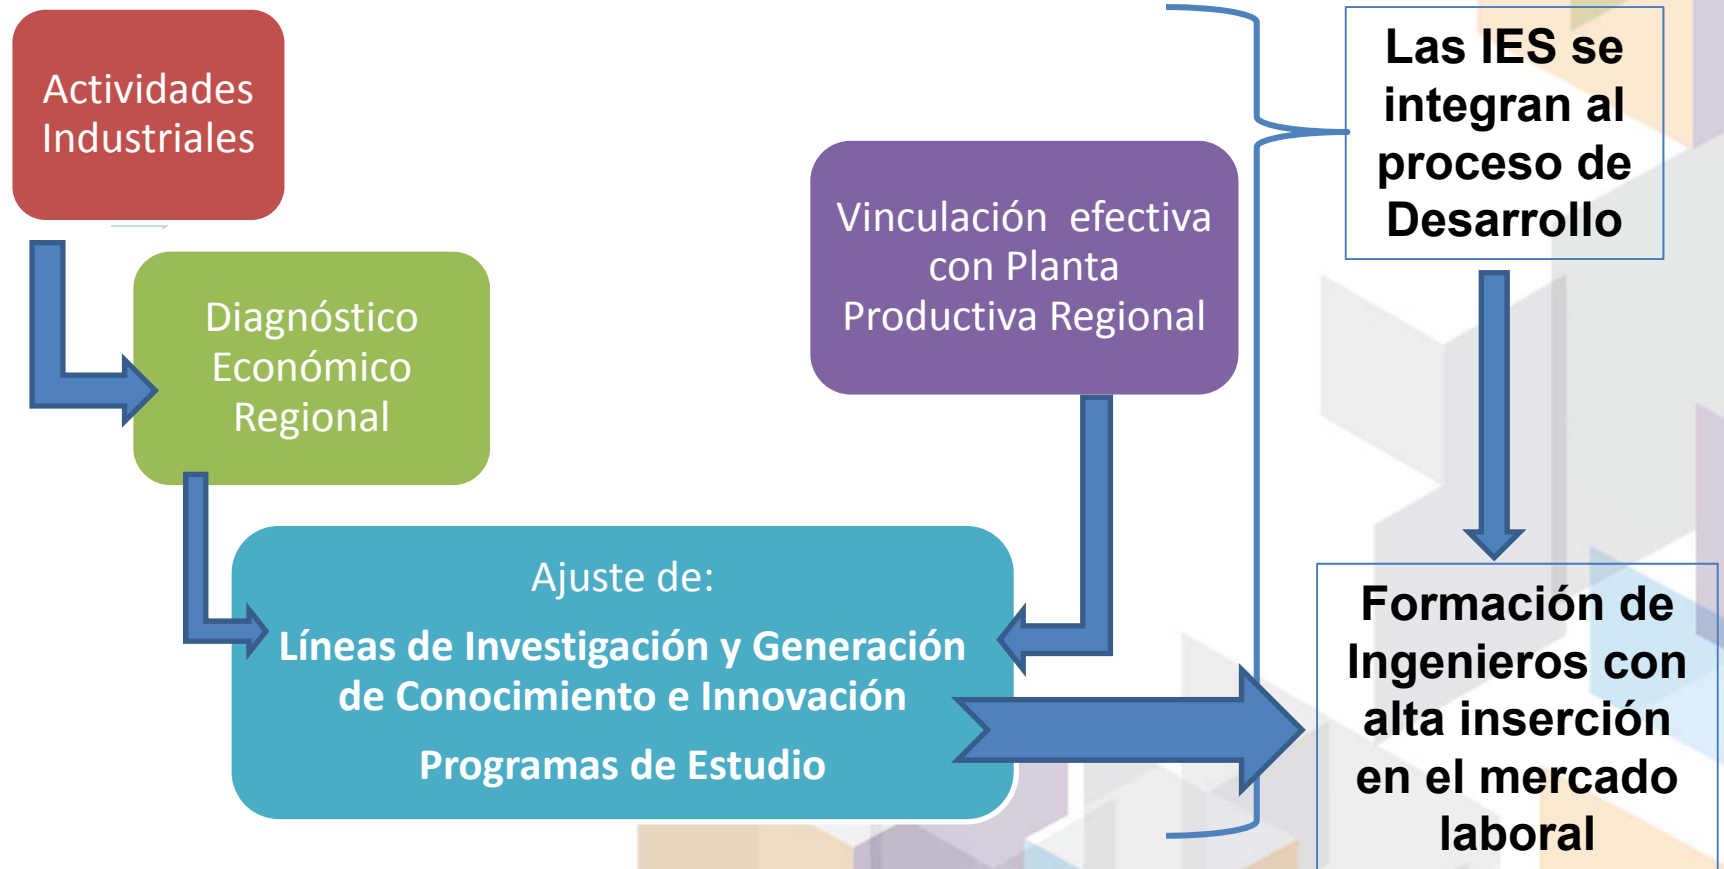 Actividades
Industriales
Diagnóstico
Económico
Regional
Vinculación efectiva
con Planta
Productiva Regional
Ajuste de:
Líneas de Investigación y Generación
de Conocimiento e Innovación
Programas de Estudio
Las IES se
integran al
proceso de
Desarrollo
Formación de
Ingenieros con
alta inserción
en el mercado
laboral